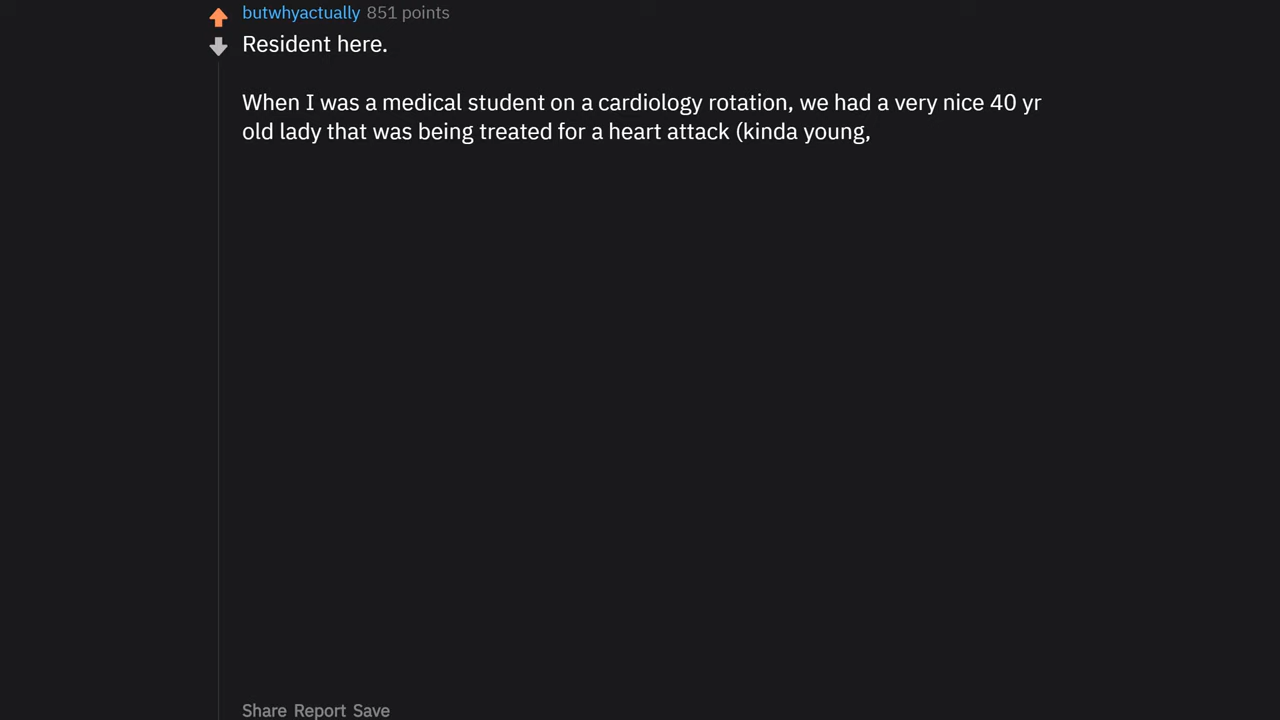 butwhyactually 851 points
Resident here.
When I was a medical student on a cardiology rotation, we had a very nice 40 yr
old lady that was being treated for a heart attack (kinda young,
Share Report Save